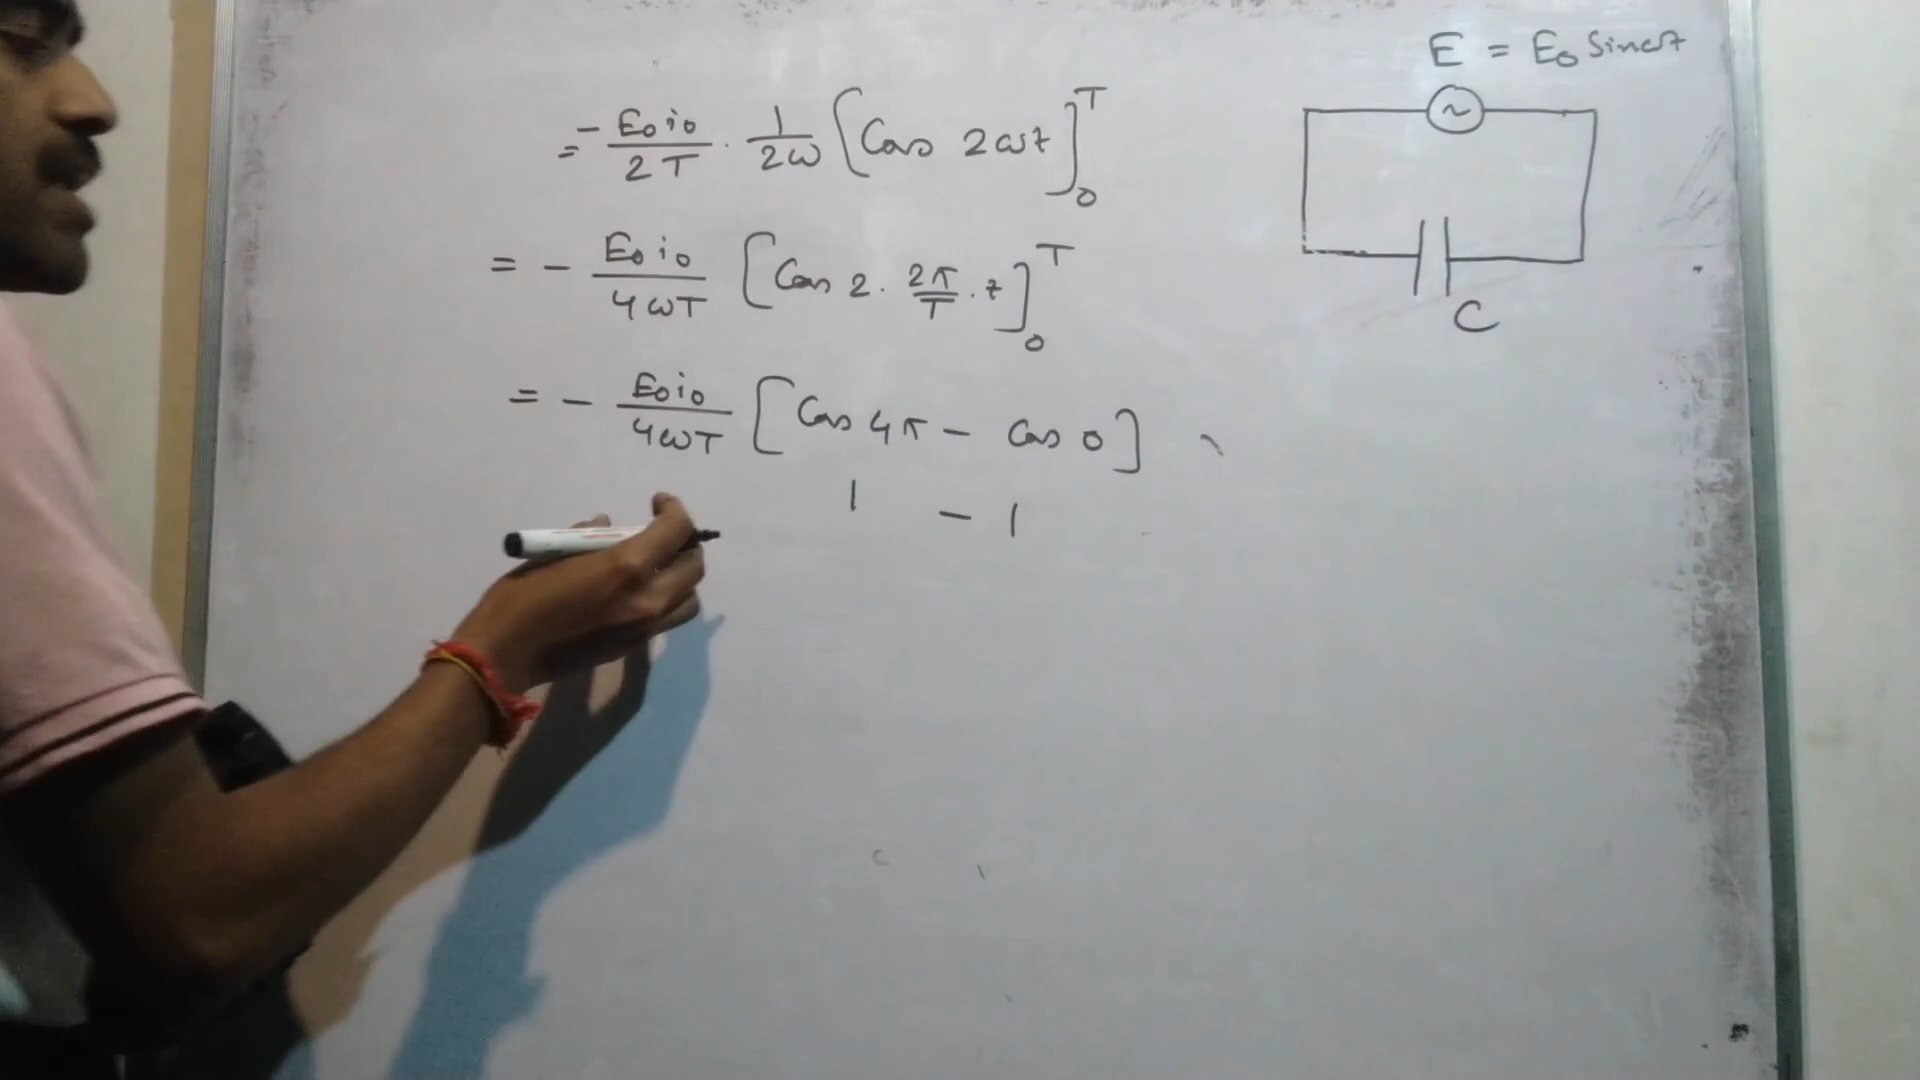 E = E₀ Sinωt
= - E₀i₀/2T . 1/2ω [Cos 2ωt]₀ᵀ
= - E₀i₀/4ωT [Cos 2 . 2π/T . t]₀ᵀ
= - E₀i₀/4ωT [Cos 4π - Cos 0]
1 - 1
~
C